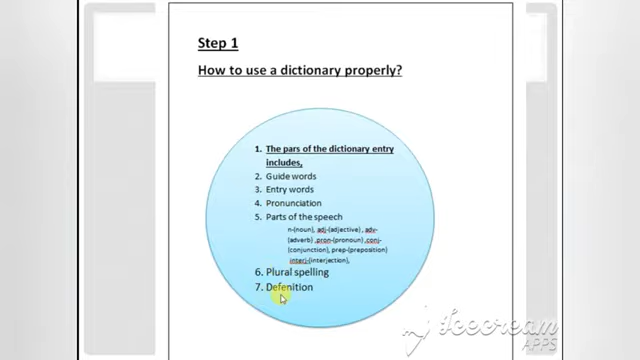 Step 1
How to use a dictionary properly?
1. The pars of the dictionary entry
includes,
2. Guide words
3. Entry words
4. Pronunciation
5. Parts of the speech
n-(noun), adj-(adjective) , adv-
(adverb) ,pron-(pronoun) ,conj-
(conjunction), prep-(preposition)
interj-(interjection),
6. Plural spelling
7. Defenition
Icecream
APPS